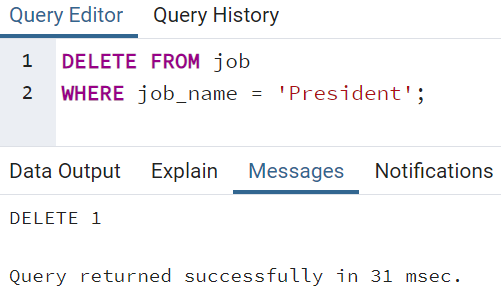 Query Editor Query History
1 DELETE FROM job
2 WHERE job_name = 'President';
Data Output Explain Messages Notifications
DELETE 1
Query returned successfully in 31 msec.